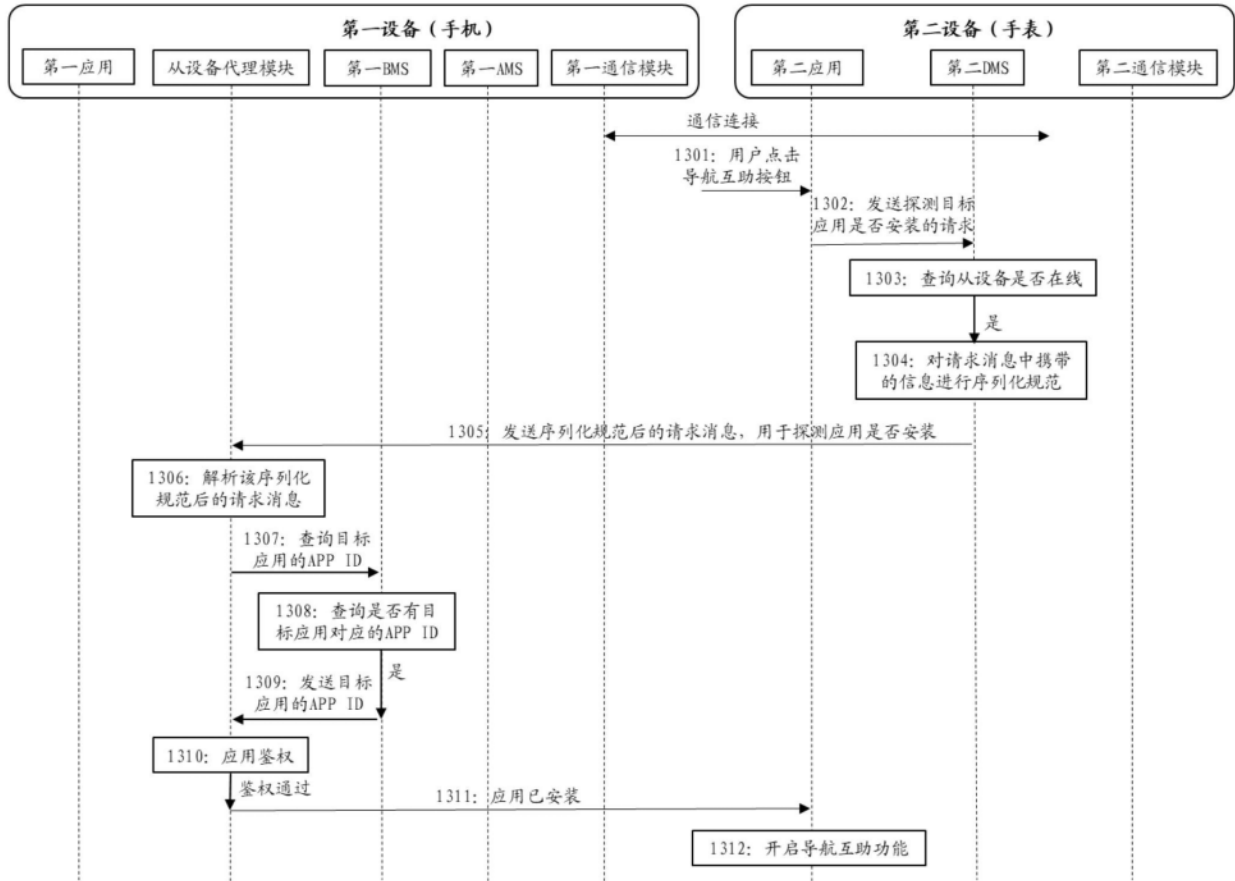 第一设备（手机）
第二设备（手表）
第一应用
从设备代理模块
第一BMS
第一AMS
第一通信模块
第二应用
第二DMS
第二通信模块
通信连接
1301：用户点击
导航互助按钮
1302：发送探测目标
应用是否安装的请求
1303：查询从设备是否在线
是
1304：对请求消息中携带
的信息进行序列化规范
1305：发送序列化规范后的请求消息，用于探测应用是否安装
1306：解析该序列化
规范后的请求消息
1307：查询目标
应用的APP ID
1308：查询是否有目
标应用对应的APP ID
是
1309：发送目标
应用的APP ID
1310：应用鉴权
鉴权通过
1311：应用已安装
1312：开启导航互助功能